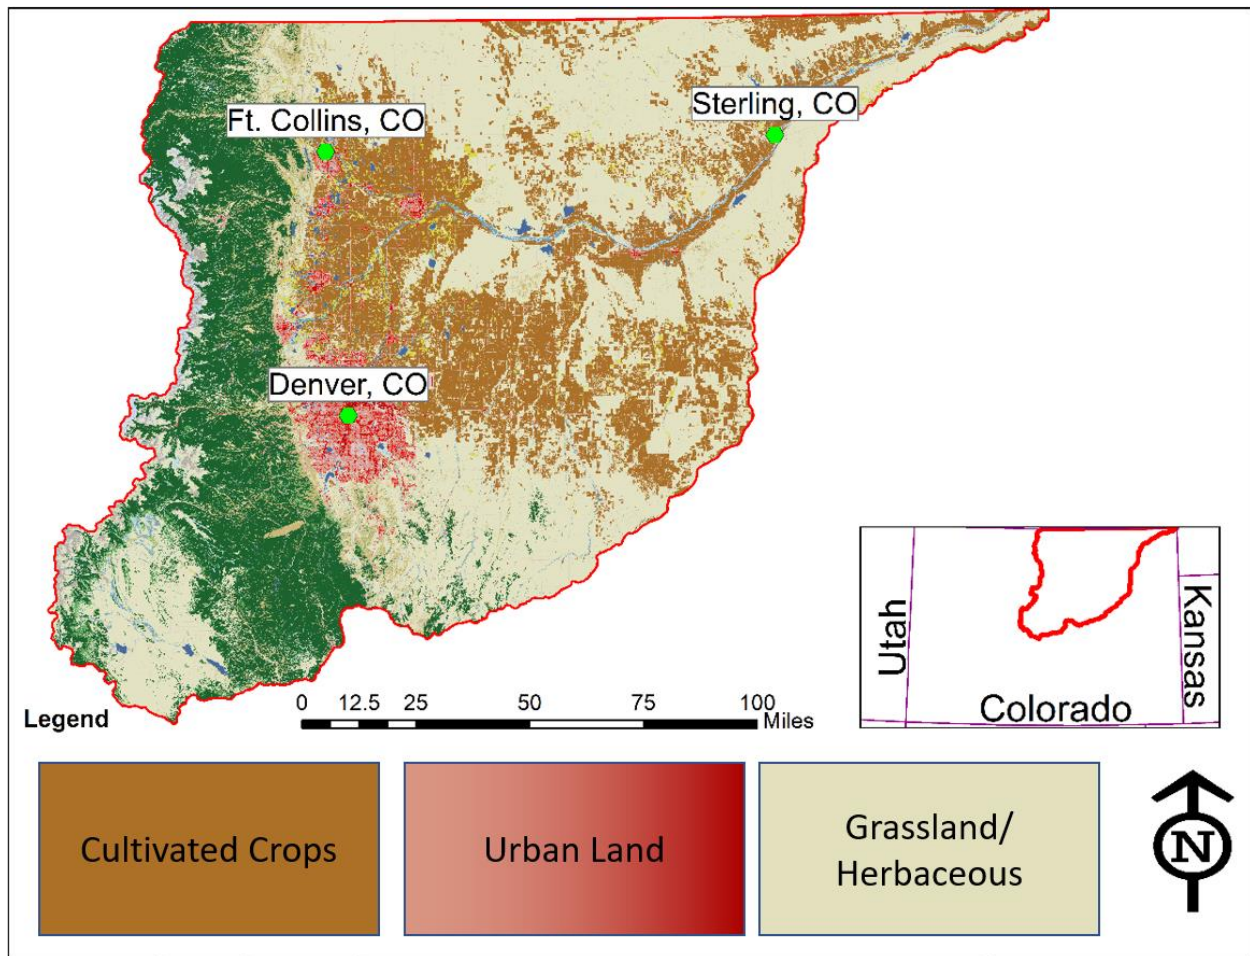 Ft. Collins, CO
Sterling, CO
Denver, CO
Legend
0 12.5 25 50 75 100
Miles
Utah
Kansas
Colorado
Cultivated Crops
Urban Land
Grassland/
Herbaceous
N